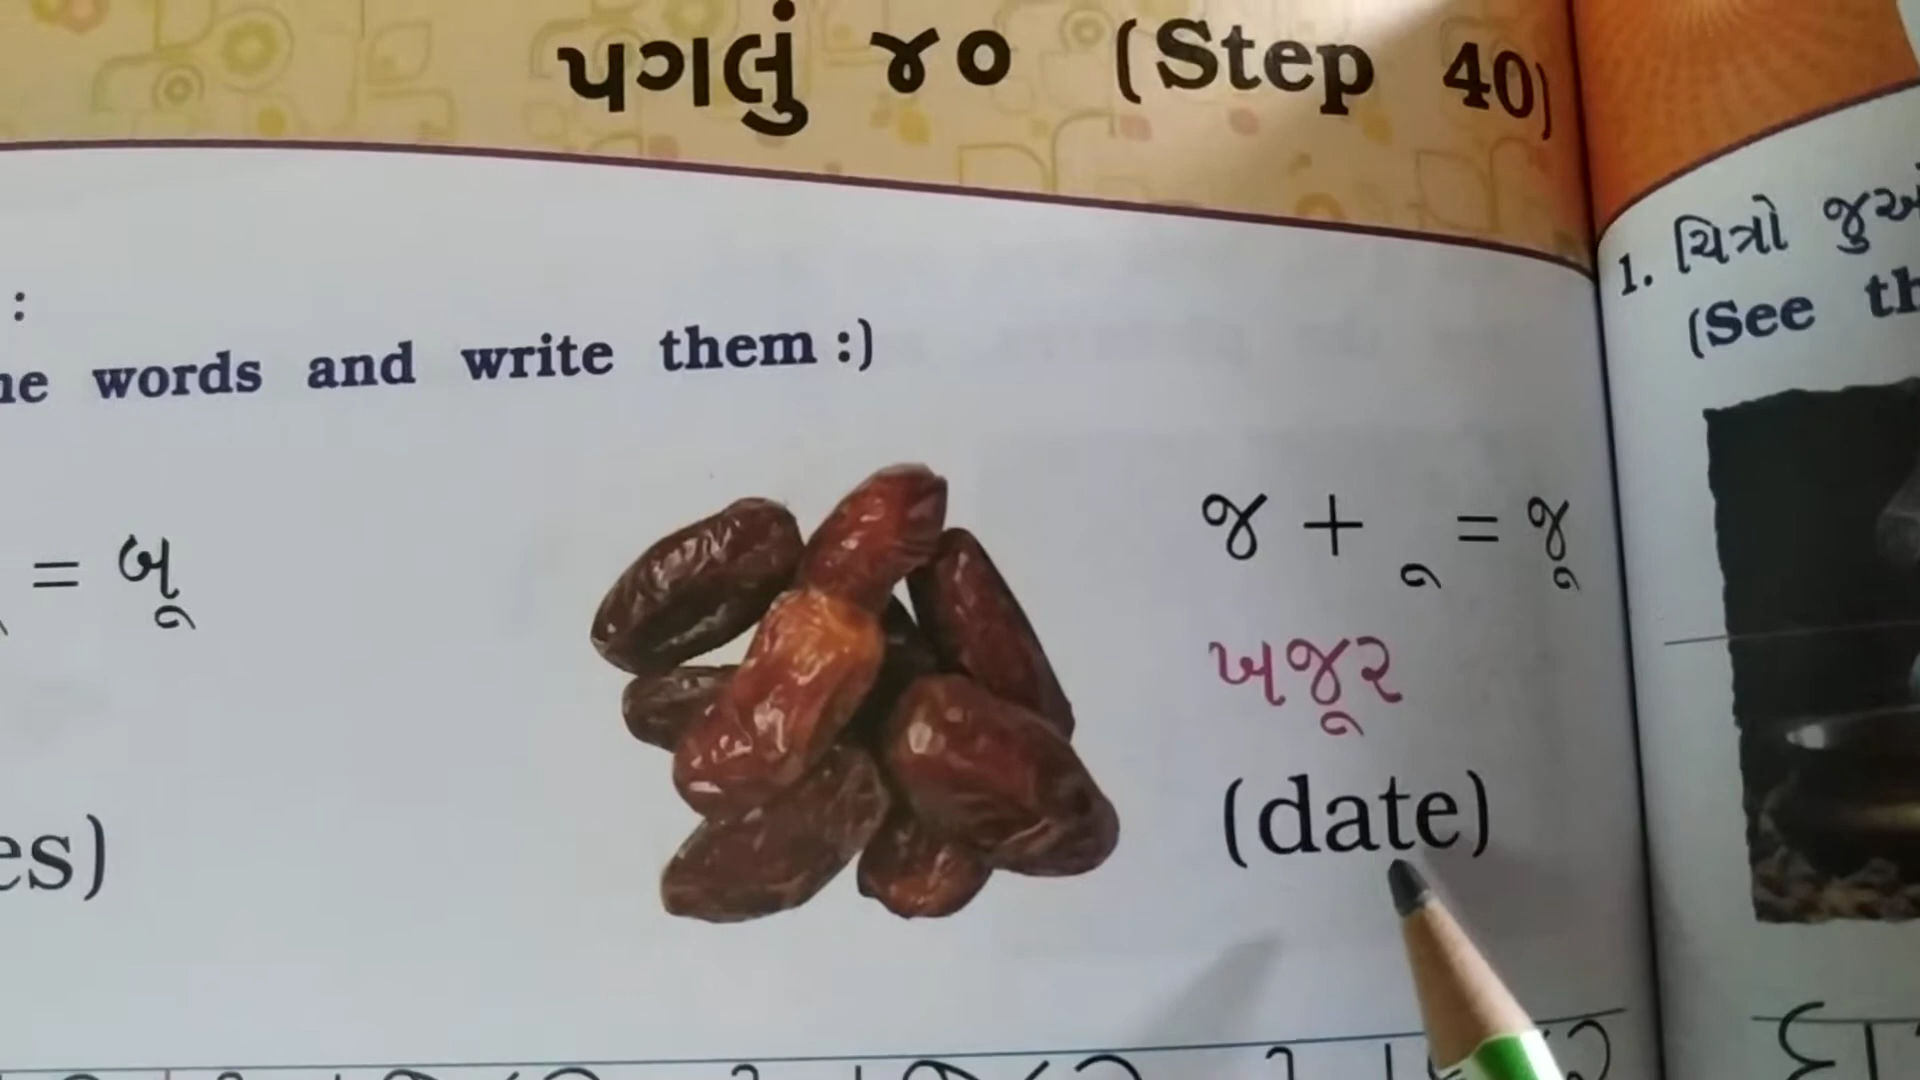 પગલું ૪૦ (Step 40)
:
words and write them :)
= બૂ
જ + ૂ = જૂ
ખજૂર
(date)
es)
1. ચિત્રો
(See